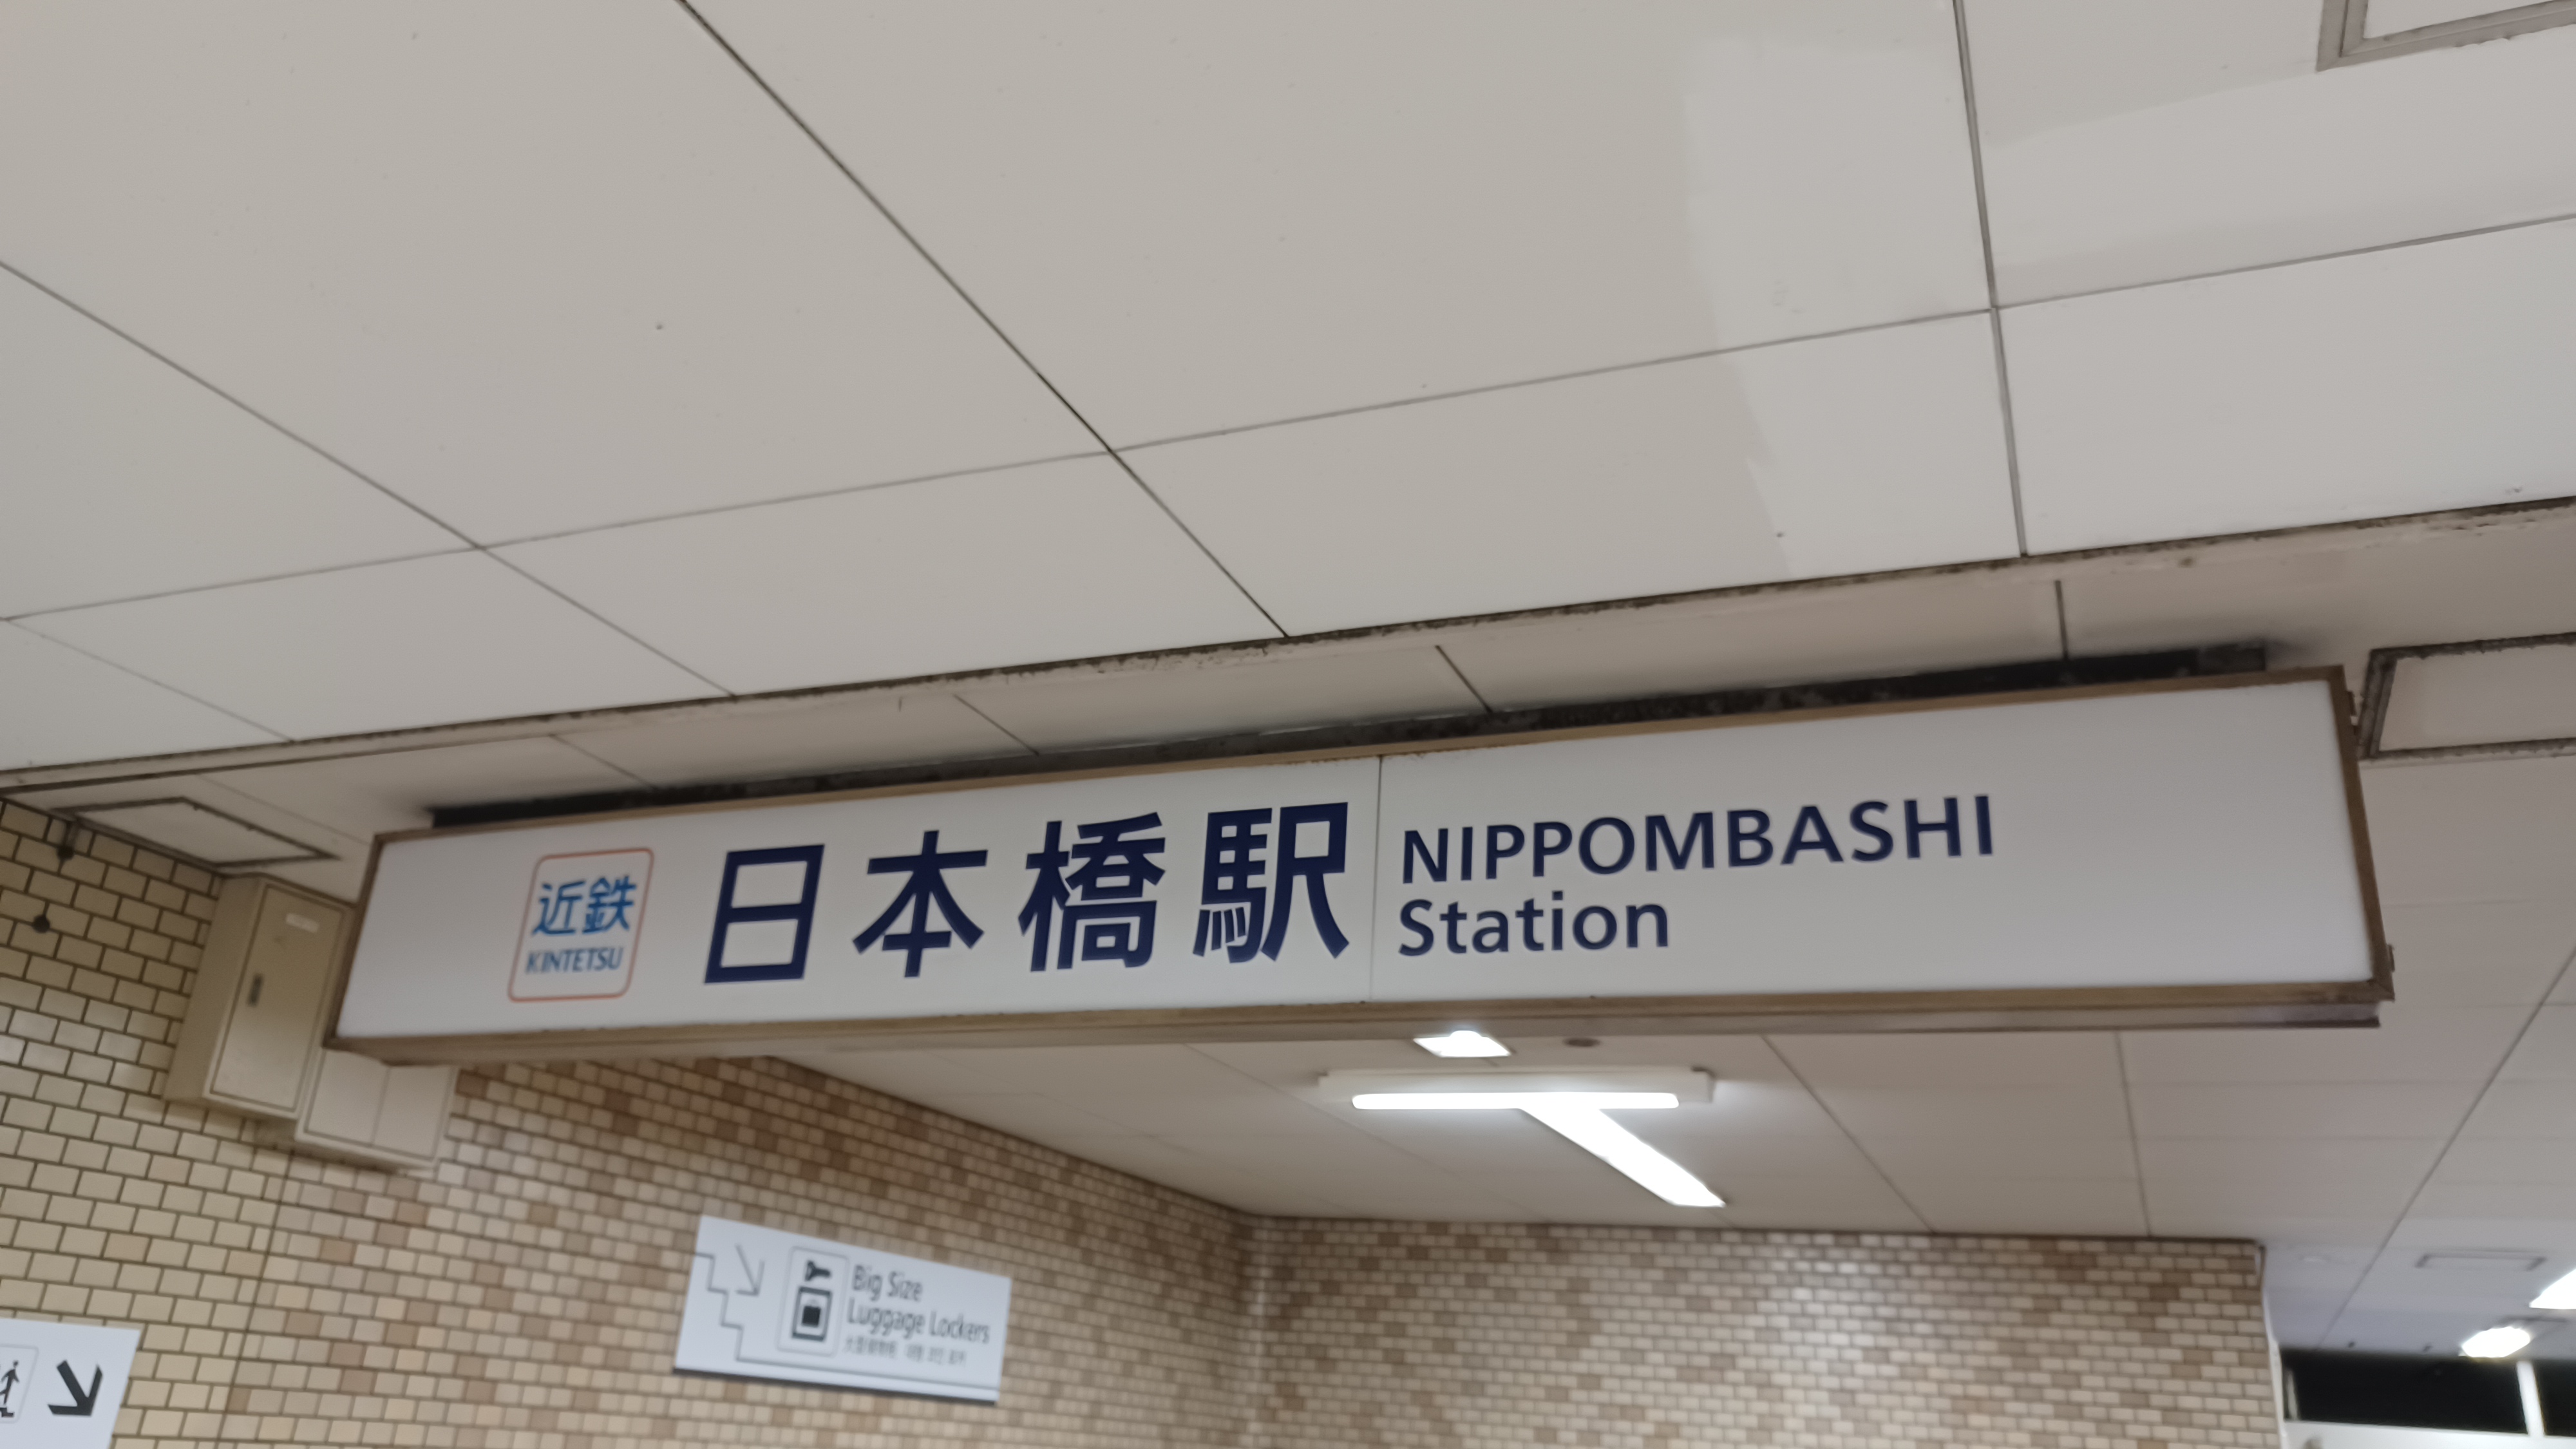 近鉄
KINTETSU
日本橋駅
NIPPOMBASHI
Station
Big Size
Luggage Lockers